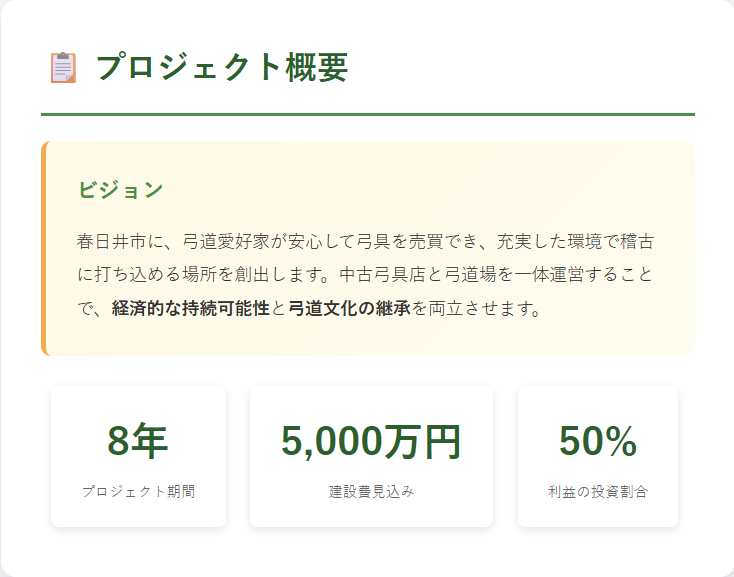 プロジェクト概要
ビジョン
春日井市に、弓道愛好家が安心して弓具を売買でき、充実した環境で稽古
に打ち込める場所を創出します。中古弓具店と弓道場を一体運営すること
で、経済的な持続可能性と弓道文化の継承を両立させます。
8年
プロジェクト期間
5,000万円
建設費見込み
50%
利益の投資割合